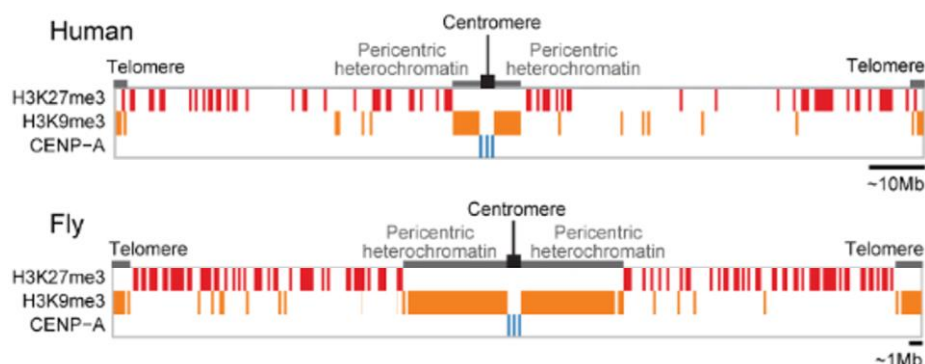 Human
Centromere
Pericentric heterochromatin
Pericentric heterochromatin
Telomere
Telomere
H3K27me3
H3K9me3
CENP-A
~10Mb
Fly
Centromere
Pericentric heterochromatin
Pericentric heterochromatin
Telomere
Telomere
H3K27me3
H3K9me3
CENP-A
~1Mb